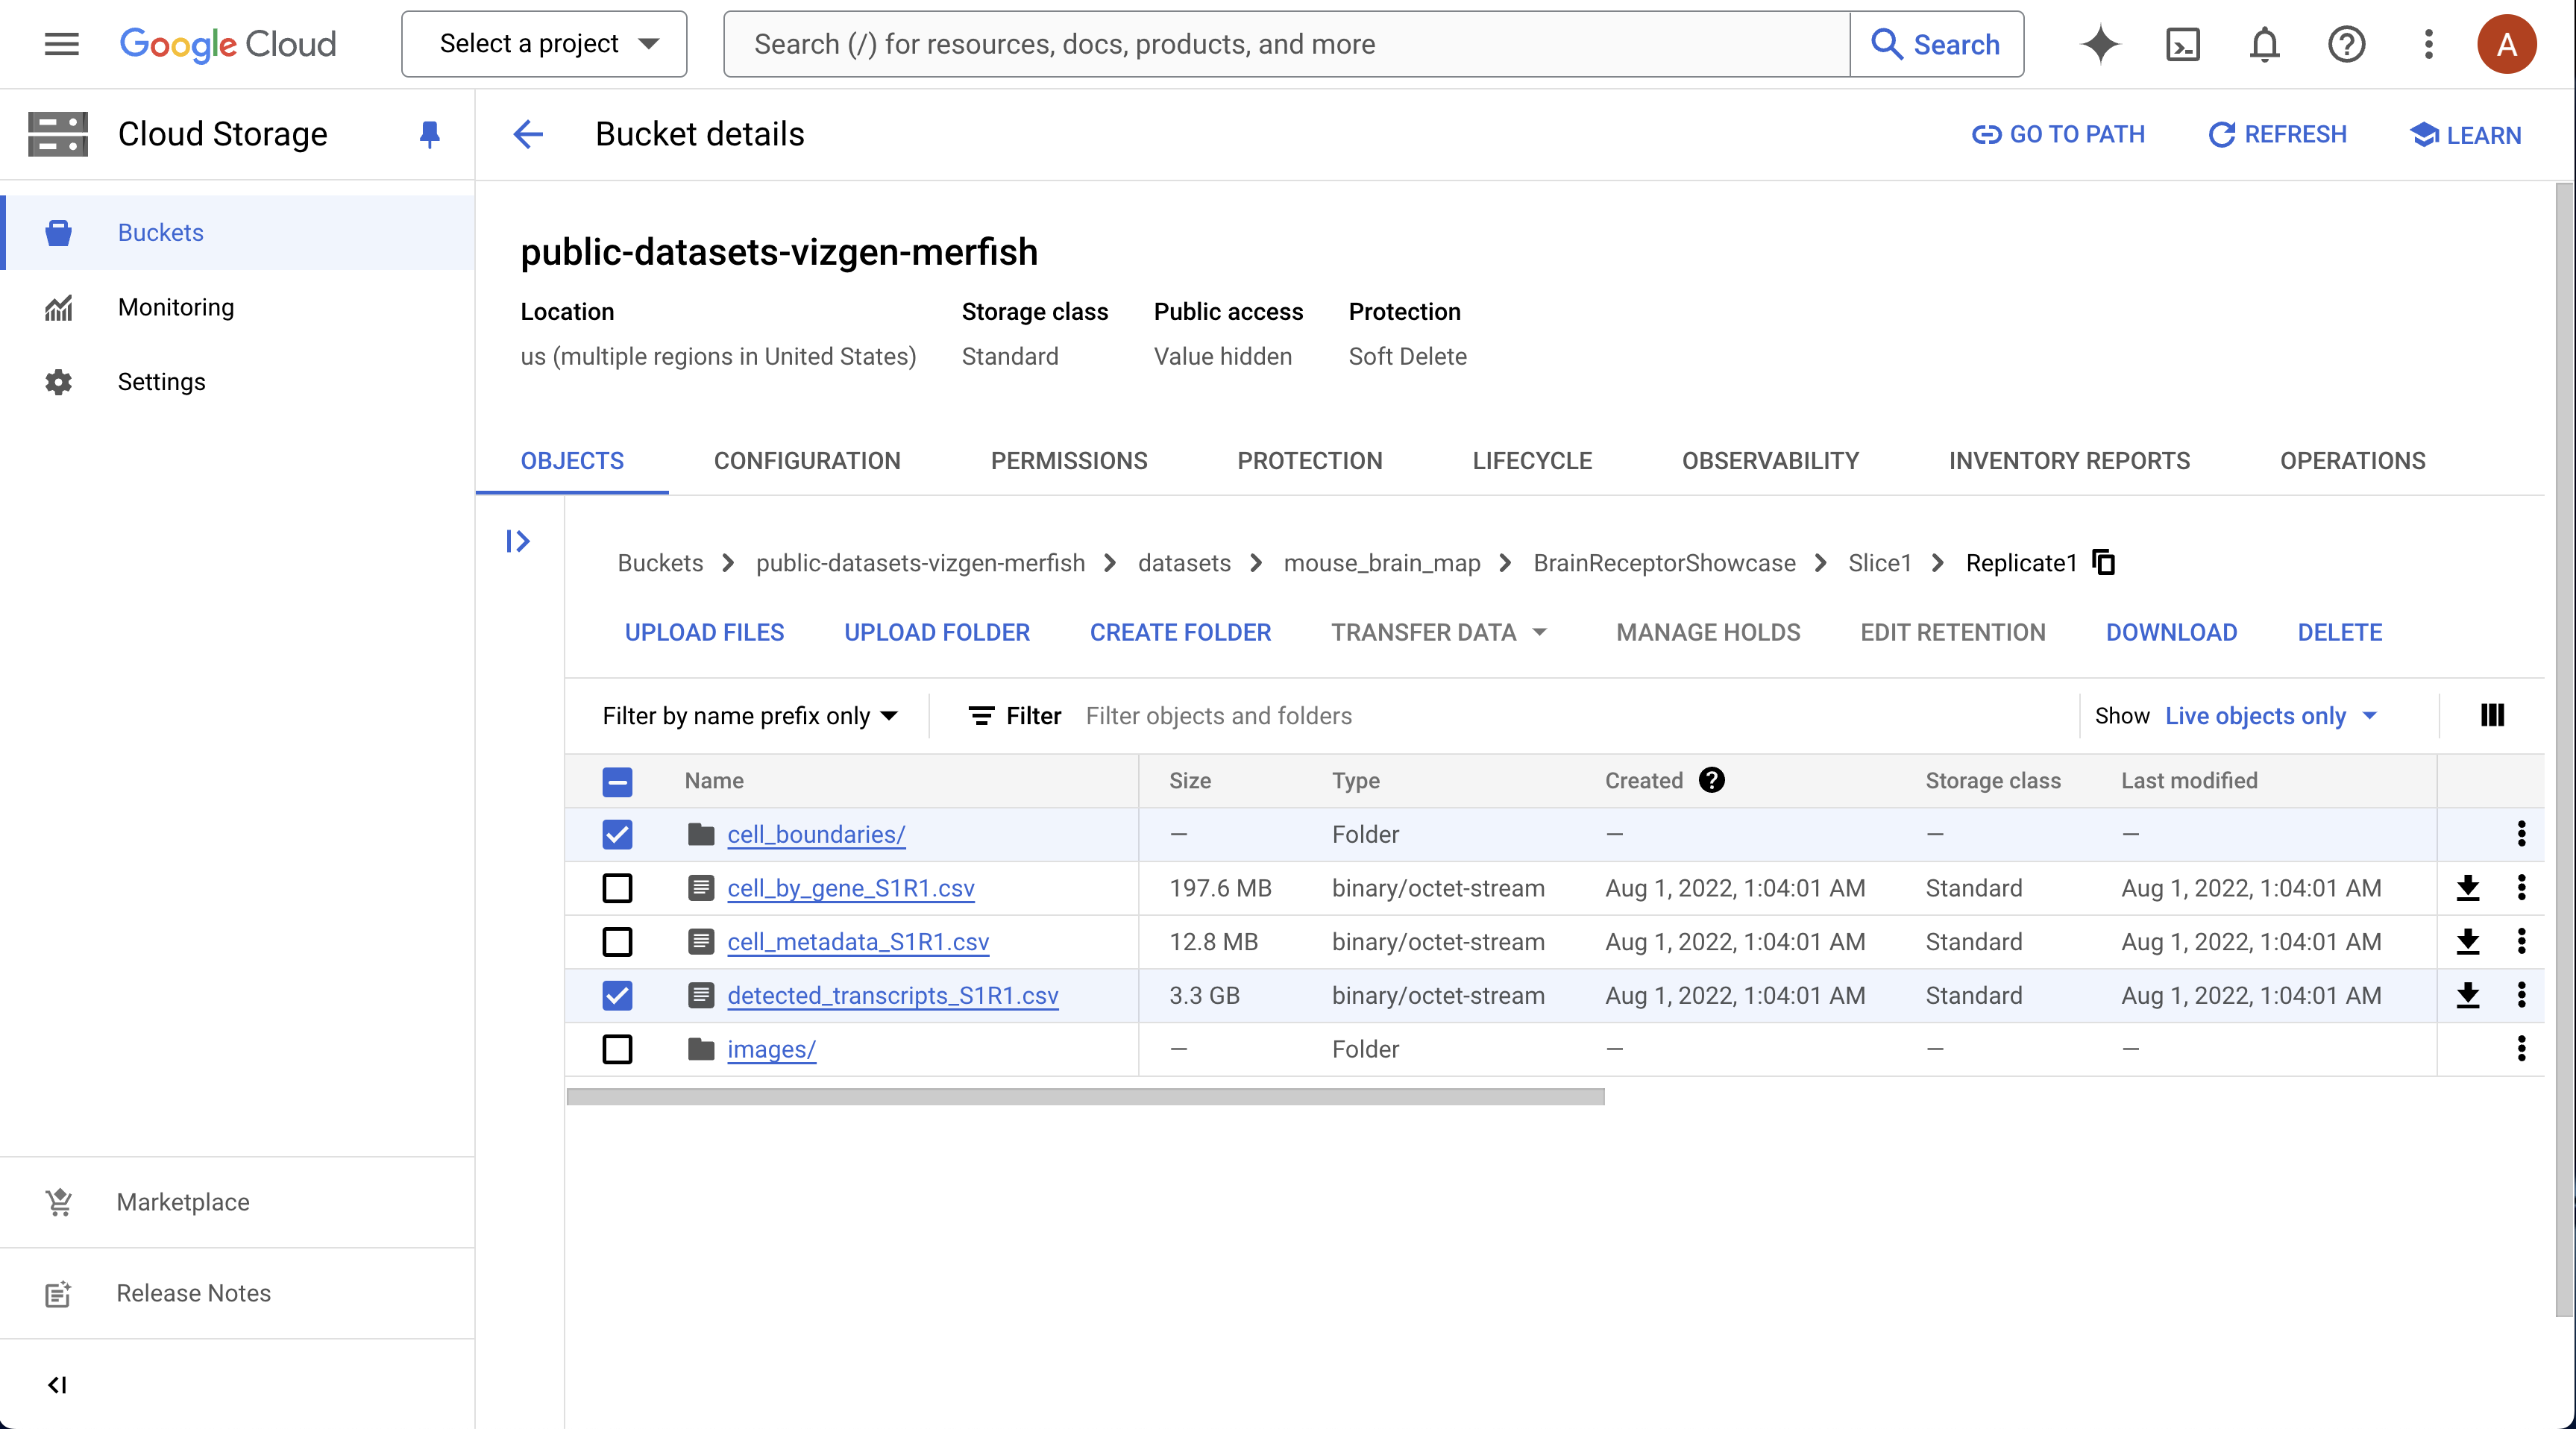 Google Cloud
Select a project
Search (/) for resources, docs, products, and more
Search
A
Cloud Storage
Bucket details
GO TO PATH
REFRESH
LEARN
Buckets
Monitoring
Settings
public-datasets-vizgen-merfish
Location Storage class Public access Protection
us (multiple regions in United States) Standard Value hidden Soft Delete
OBJECTS CONFIGURATION PERMISSIONS PROTECTION LIFECYCLE OBSERVABILITY INVENTORY REPORTS OPERATIONS
Buckets > public-datasets-vizgen-merfish > datasets > mouse_brain_map > BrainReceptorShowcase > Slice1 > Replicate1
UPLOAD FILES UPLOAD FOLDER CREATE FOLDER TRANSFER DATA MANAGE HOLDS EDIT RETENTION DOWNLOAD DELETE
Filter by name prefix only Filter Filter objects and folders Show Live objects only
Name Size Type Created Storage class Last modified
cell_boundaries/ — Folder — — —
cell_by_gene_S1R1.csv 197.6 MB binary/octet-stream Aug 1, 2022, 1:04:01 AM Standard Aug 1, 2022, 1:04:01 AM
cell_metadata_S1R1.csv 12.8 MB binary/octet-stream Aug 1, 2022, 1:04:01 AM Standard Aug 1, 2022, 1:04:01 AM
detected_transcripts_S1R1.csv 3.3 GB binary/octet-stream Aug 1, 2022, 1:04:01 AM Standard Aug 1, 2022, 1:04:01 AM
images/ — Folder — — —
Marketplace
Release Notes